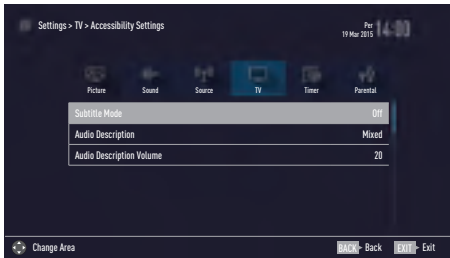 Settings > TV > Accessibility Settings
Per
19 Mar 2015
14:00
Picture Sound Source TV Timer Parental
Subtitle Mode Off
Audio Description Mixed
Audio Description Volume 20
Change Area BACK Back EXIT Exit